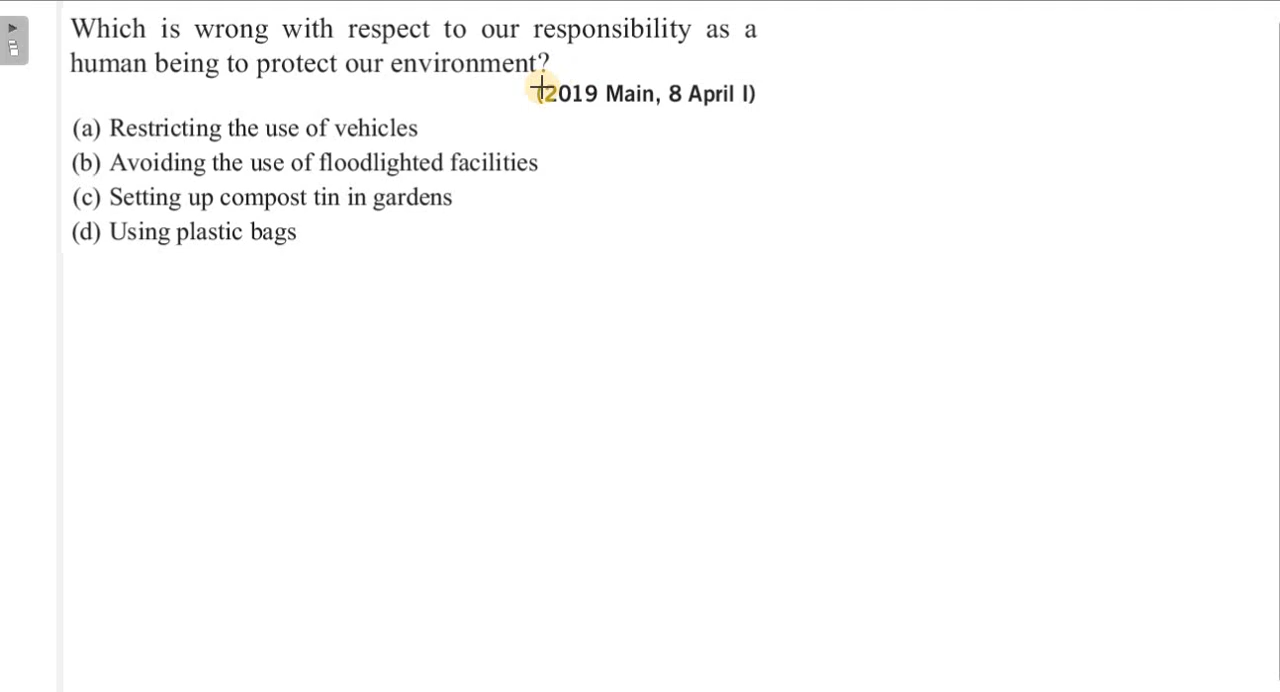 Which is wrong with respect to our responsibility as a
human being to protect our environment?
(2019 Main, 8 April I)
(a) Restricting the use of vehicles
(b) Avoiding the use of floodlighted facilities
(c) Setting up compost tin in gardens
(d) Using plastic bags